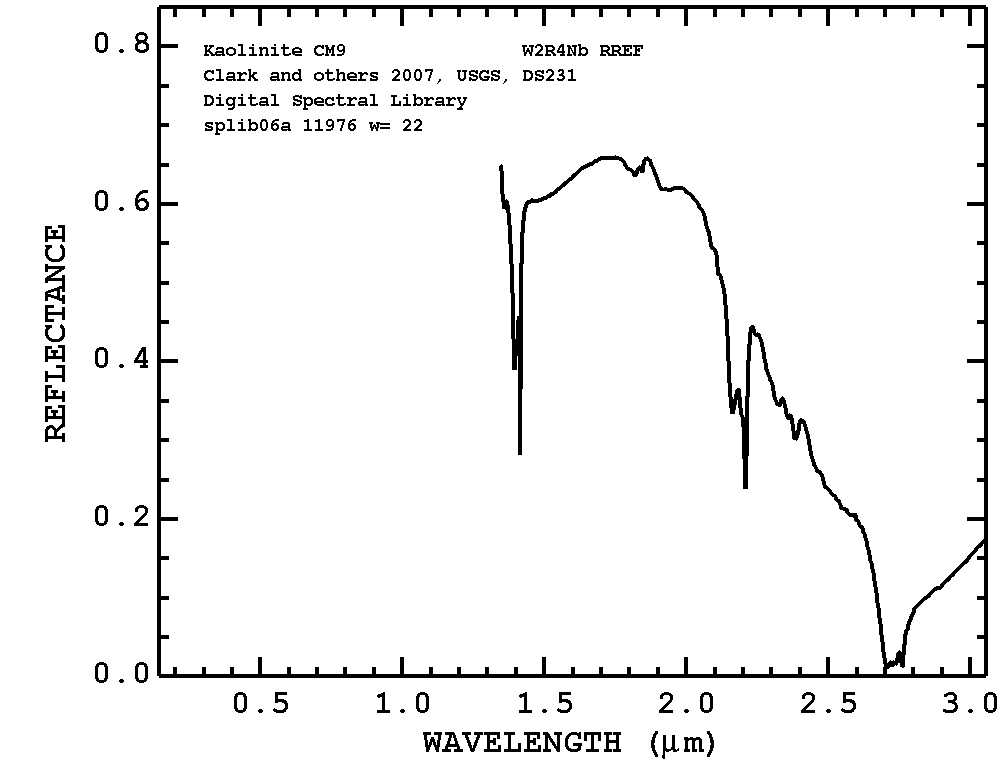 0.8
Kaolinite CM9 W2R4Nb RREF
Clark and others 2007, USGS, DS231
Digital Spectral Library
splib06a 11976 w= 22
0.6
REFLECTANCE
0.4
0.2
0.0
0.5 1.0 1.5 2.0 2.5 3.0
WAVELENGTH (μm)